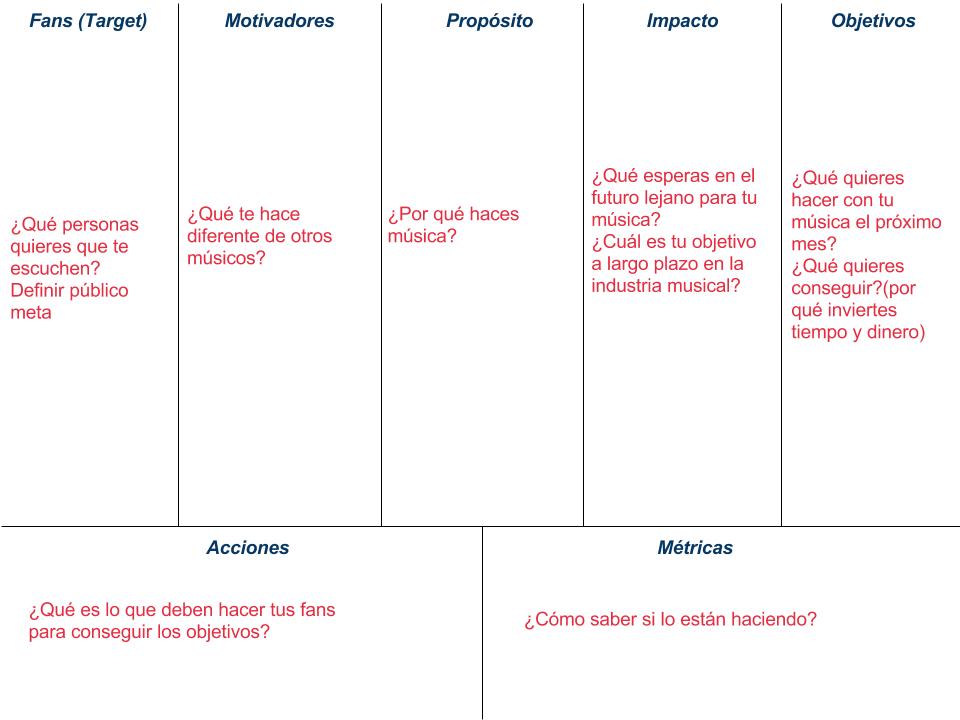 Fans (Target)
Motivadores
Propósito
Impacto
Objetivos
¿Qué personas
quieres que te
escuchen?
Definir público
meta
¿Qué te hace
diferente de otros
músicos?
¿Por qué haces
música?
¿Qué esperas en el
futuro lejano para tu
música?
¿Cuál es tu objetivo
a largo plazo en la
industria musical?
¿Qué quieres
hacer con tu
música el próximo
mes?
¿Qué quieres
conseguir?(por
qué inviertes
tiempo y dinero)
Acciones
¿Qué es lo que deben hacer tus fans
para conseguir los objetivos?
Métricas
¿Cómo saber si lo están haciendo?